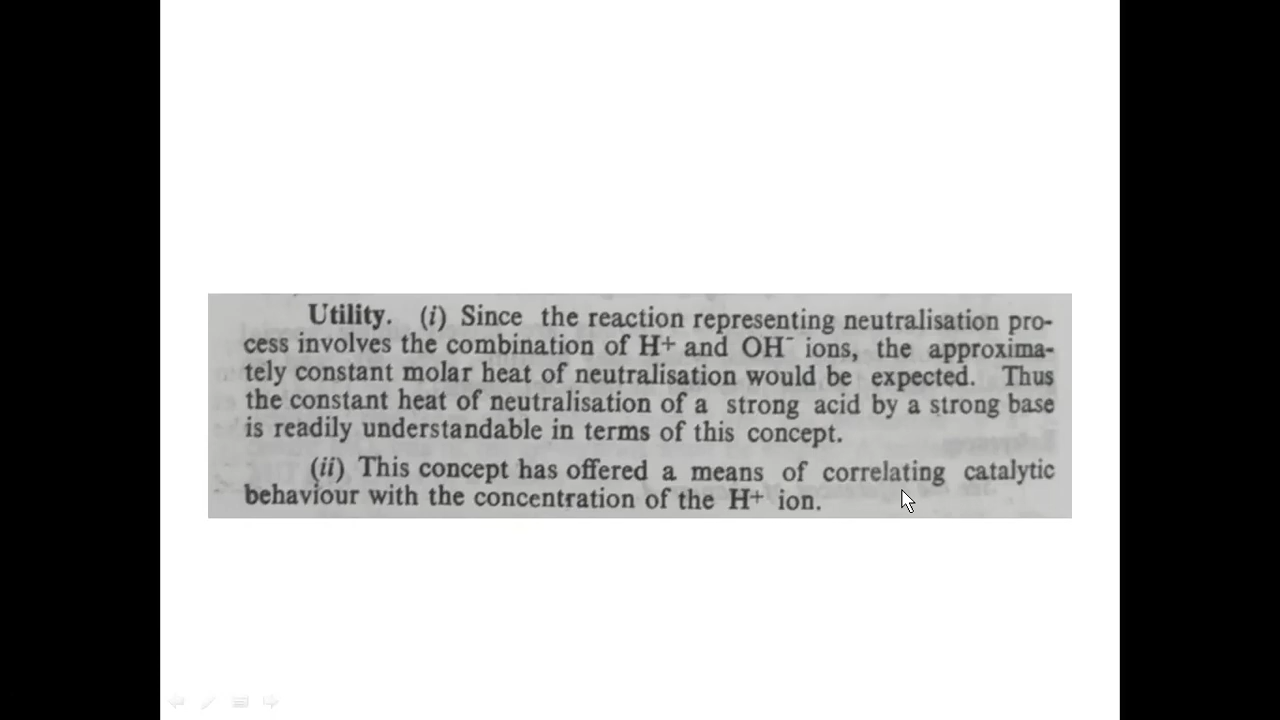 Utility. (i) Since the reaction representing neutralisation pro-
cess involves the combination of H+ and OH⁻ ions, the approxima-
tely constant molar heat of neutralisation would be expected. Thus
the constant heat of neutralisation of a strong acid by a strong base
is readily understandable in terms of this concept.
(ii) This concept has offered a means of correlating catalytic
behaviour with the concentration of the H+ ion.